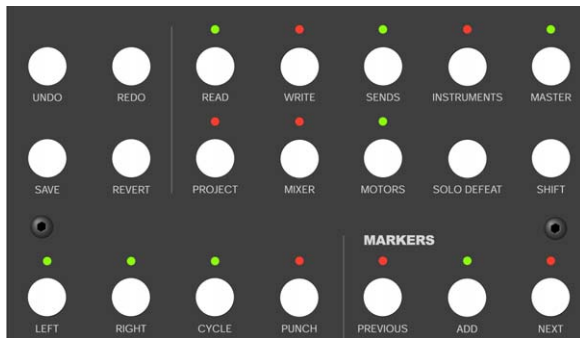 UNDO REDO READ WRITE SENDS INSTRUMENTS MASTER
SAVE REVERT PROJECT MIXER MOTORS SOLO DEFEAT SHIFT
MARKERS
LEFT RIGHT CYCLE PUNCH PREVIOUS ADD NEXT